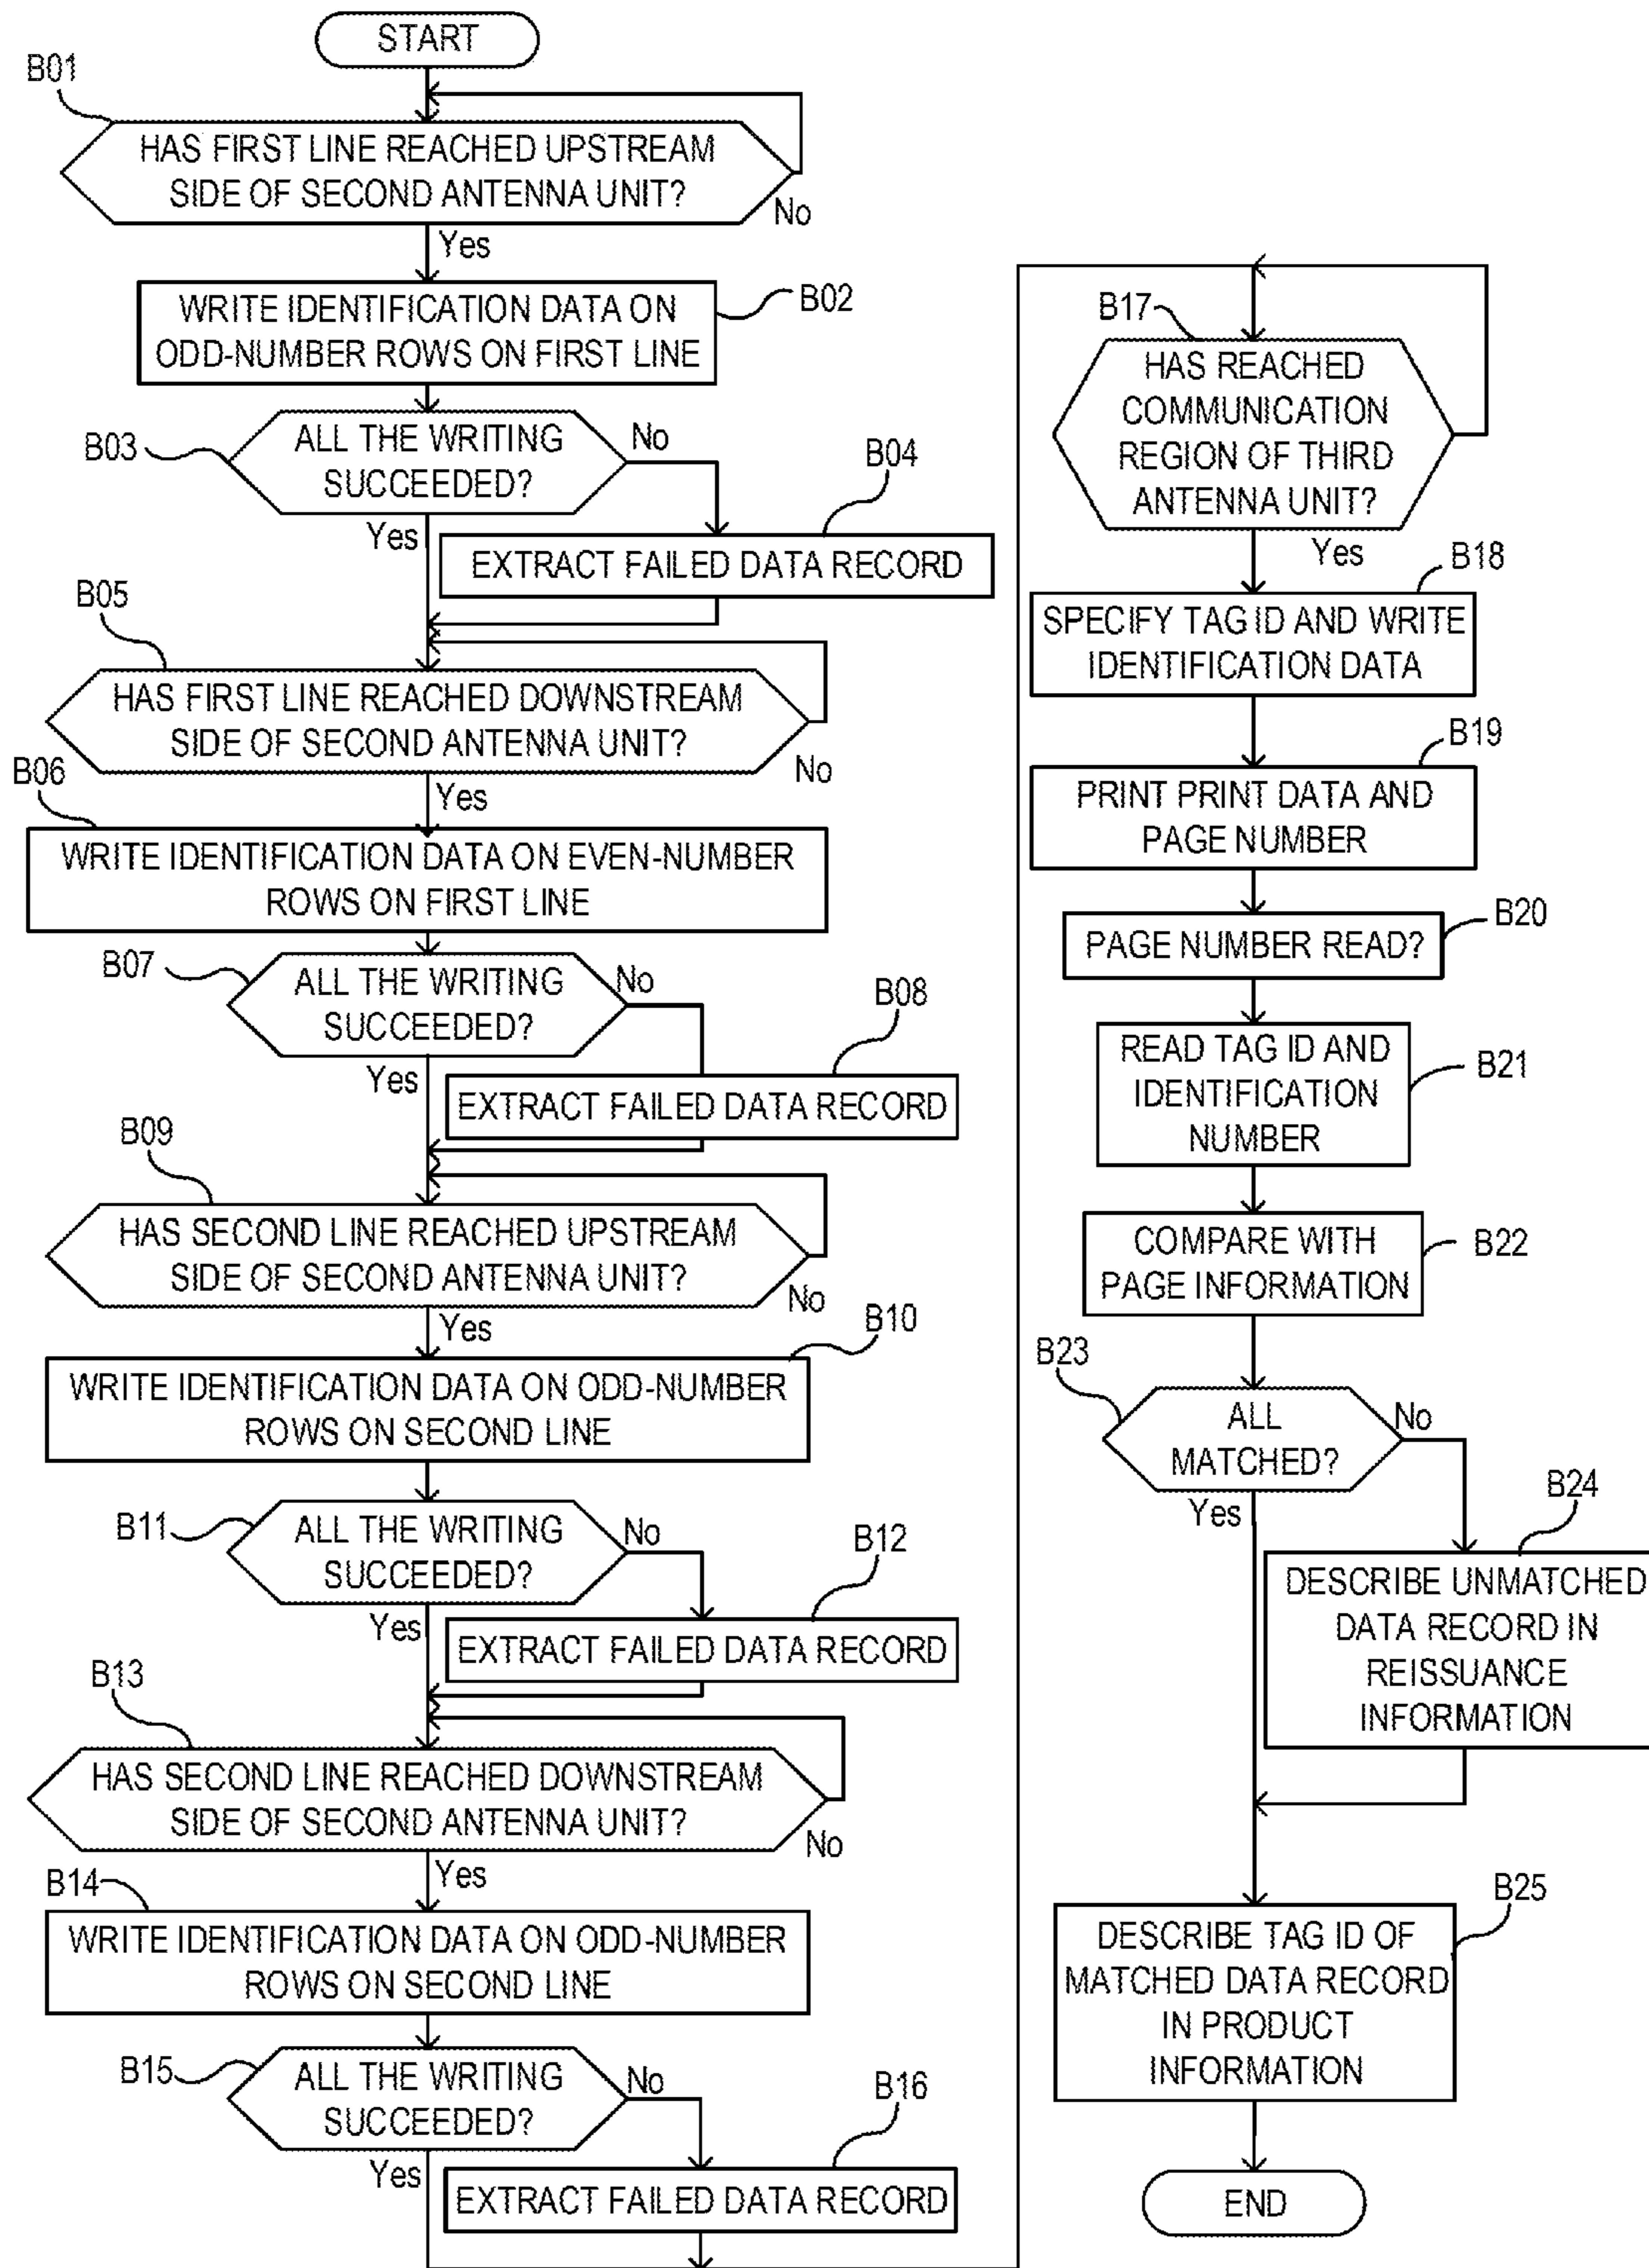 START
B01
HAS FIRST LINE REACHED UPSTREAM
SIDE OF SECOND ANTENNA UNIT?
No
Yes
WRITE IDENTIFICATION DATA ON
ODD-NUMBER ROWS ON FIRST LINE
B02
B03
ALL THE WRITING
SUCCEEDED?
No
Yes
B04
EXTRACT FAILED DATA RECORD
B05
HAS FIRST LINE REACHED DOWNSTREAM
SIDE OF SECOND ANTENNA UNIT?
No
Yes
B06
WRITE IDENTIFICATION DATA ON EVEN-NUMBER
ROWS ON FIRST LINE
B07
ALL THE WRITING
SUCCEEDED?
No
Yes
B08
EXTRACT FAILED DATA RECORD
B09
HAS SECOND LINE REACHED UPSTREAM
SIDE OF SECOND ANTENNA UNIT?
No
Yes
B10
WRITE IDENTIFICATION DATA ON ODD-NUMBER
ROWS ON SECOND LINE
B11
ALL THE WRITING
SUCCEEDED?
No
Yes
B12
EXTRACT FAILED DATA RECORD
B13
HAS SECOND LINE REACHED DOWNSTREAM
SIDE OF SECOND ANTENNA UNIT?
No
Yes
B14
WRITE IDENTIFICATION DATA ON ODD-NUMBER
ROWS ON SECOND LINE
B15
ALL THE WRITING
SUCCEEDED?
No
Yes
B16
EXTRACT FAILED DATA RECORD
B17
HAS REACHED
COMMUNICATION
REGION OF THIRD
ANTENNA UNIT?
Yes
B18
SPECIFY TAG ID AND WRITE
IDENTIFICATION DATA
B19
PRINT PRINT DATA AND
PAGE NUMBER
B20
PAGE NUMBER READ?
READ TAG ID AND
IDENTIFICATION
NUMBER
B21
COMPARE WITH
PAGE INFORMATION
B22
B23
ALL
MATCHED?
No
Yes
B24
DESCRIBE UNMATCHED
DATA RECORD IN
REISSUANCE
INFORMATION
B25
DESCRIBE TAG ID OF
MATCHED DATA RECORD
IN PRODUCT
INFORMATION
END